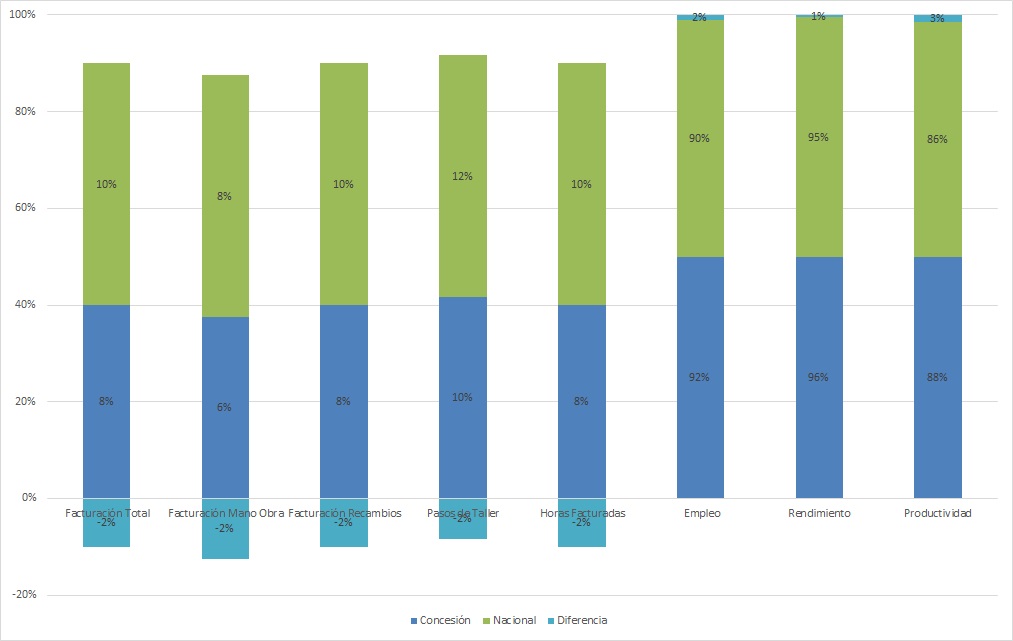 100%
80%
60%
40%
20%
0%
-20%
2% 1% 3%
90% 95% 86%
10% 8% 10% 12% 10%
92% 96% 88%
8% 6% 8% 10% 8%
Facturación Total Facturación Mano Obra Facturación Recambios Pasos de Taller Horas Facturadas Empleo Rendimiento Productividad
-2% -2% -2% -2% -2%
Concesión Nacional Diferencia